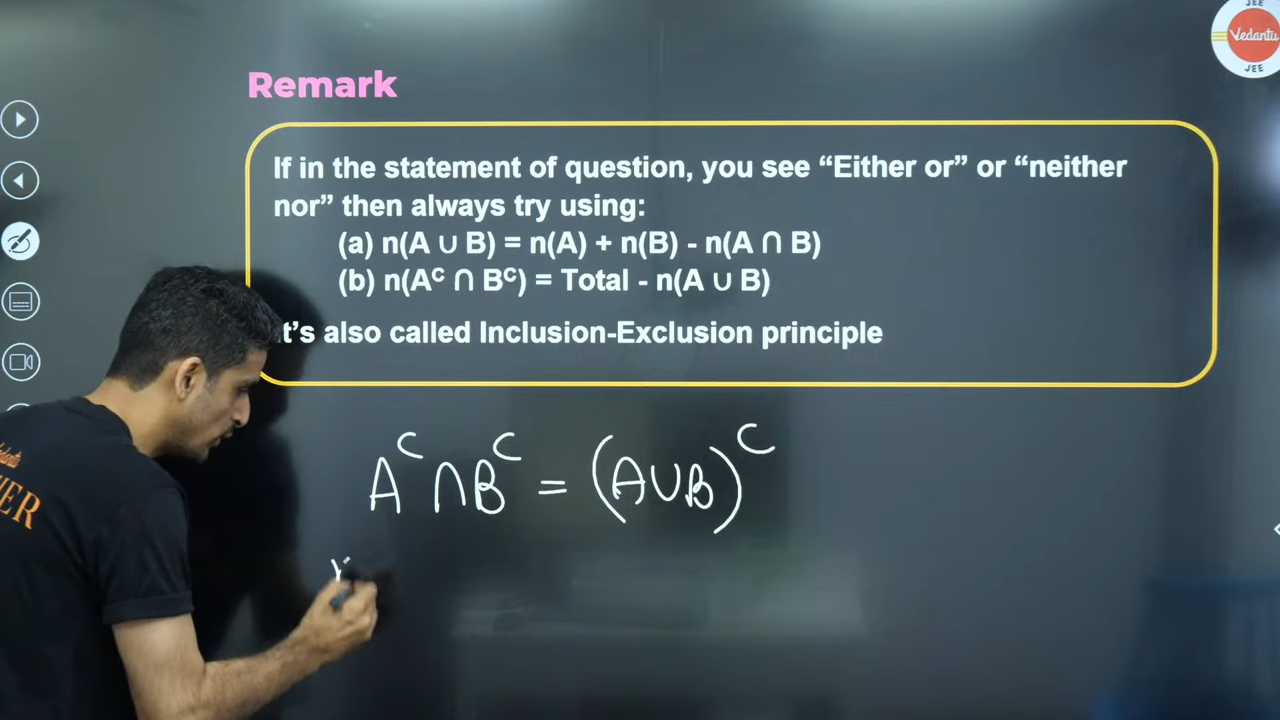 JEE
Vedantu
JEE
Remark
If in the statement of question, you see “Either or” or “neither
nor” then always try using:
(a) n(A ∪ B) = n(A) + n(B) - n(A ∩ B)
(b) n(Aᶜ ∩ Bᶜ) = Total - n(A ∪ B)
It’s also called Inclusion-Exclusion principle
Aᶜ ∩ Bᶜ = (A ∪ B)ᶜ